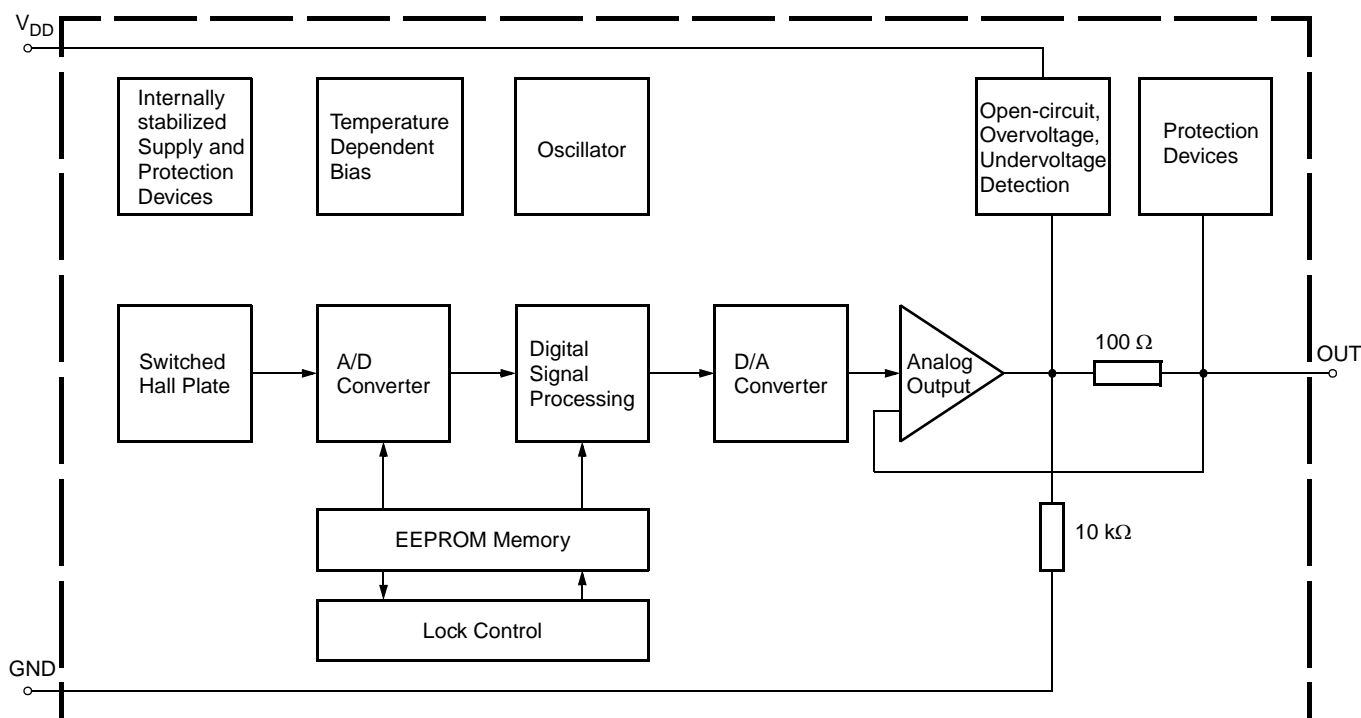 VDD
Internally
stabilized
Supply and
Protection
Devices
Temperature
Dependent
Bias
Oscillator
Open-circuit,
Overvoltage,
Undervoltage
Detection
Protection
Devices
Switched
Hall Plate
A/D
Converter
Digital
Signal
Processing
D/A
Converter
Analog
Output
100 Ω
OUT
EEPROM Memory
10 kΩ
Lock Control
GND